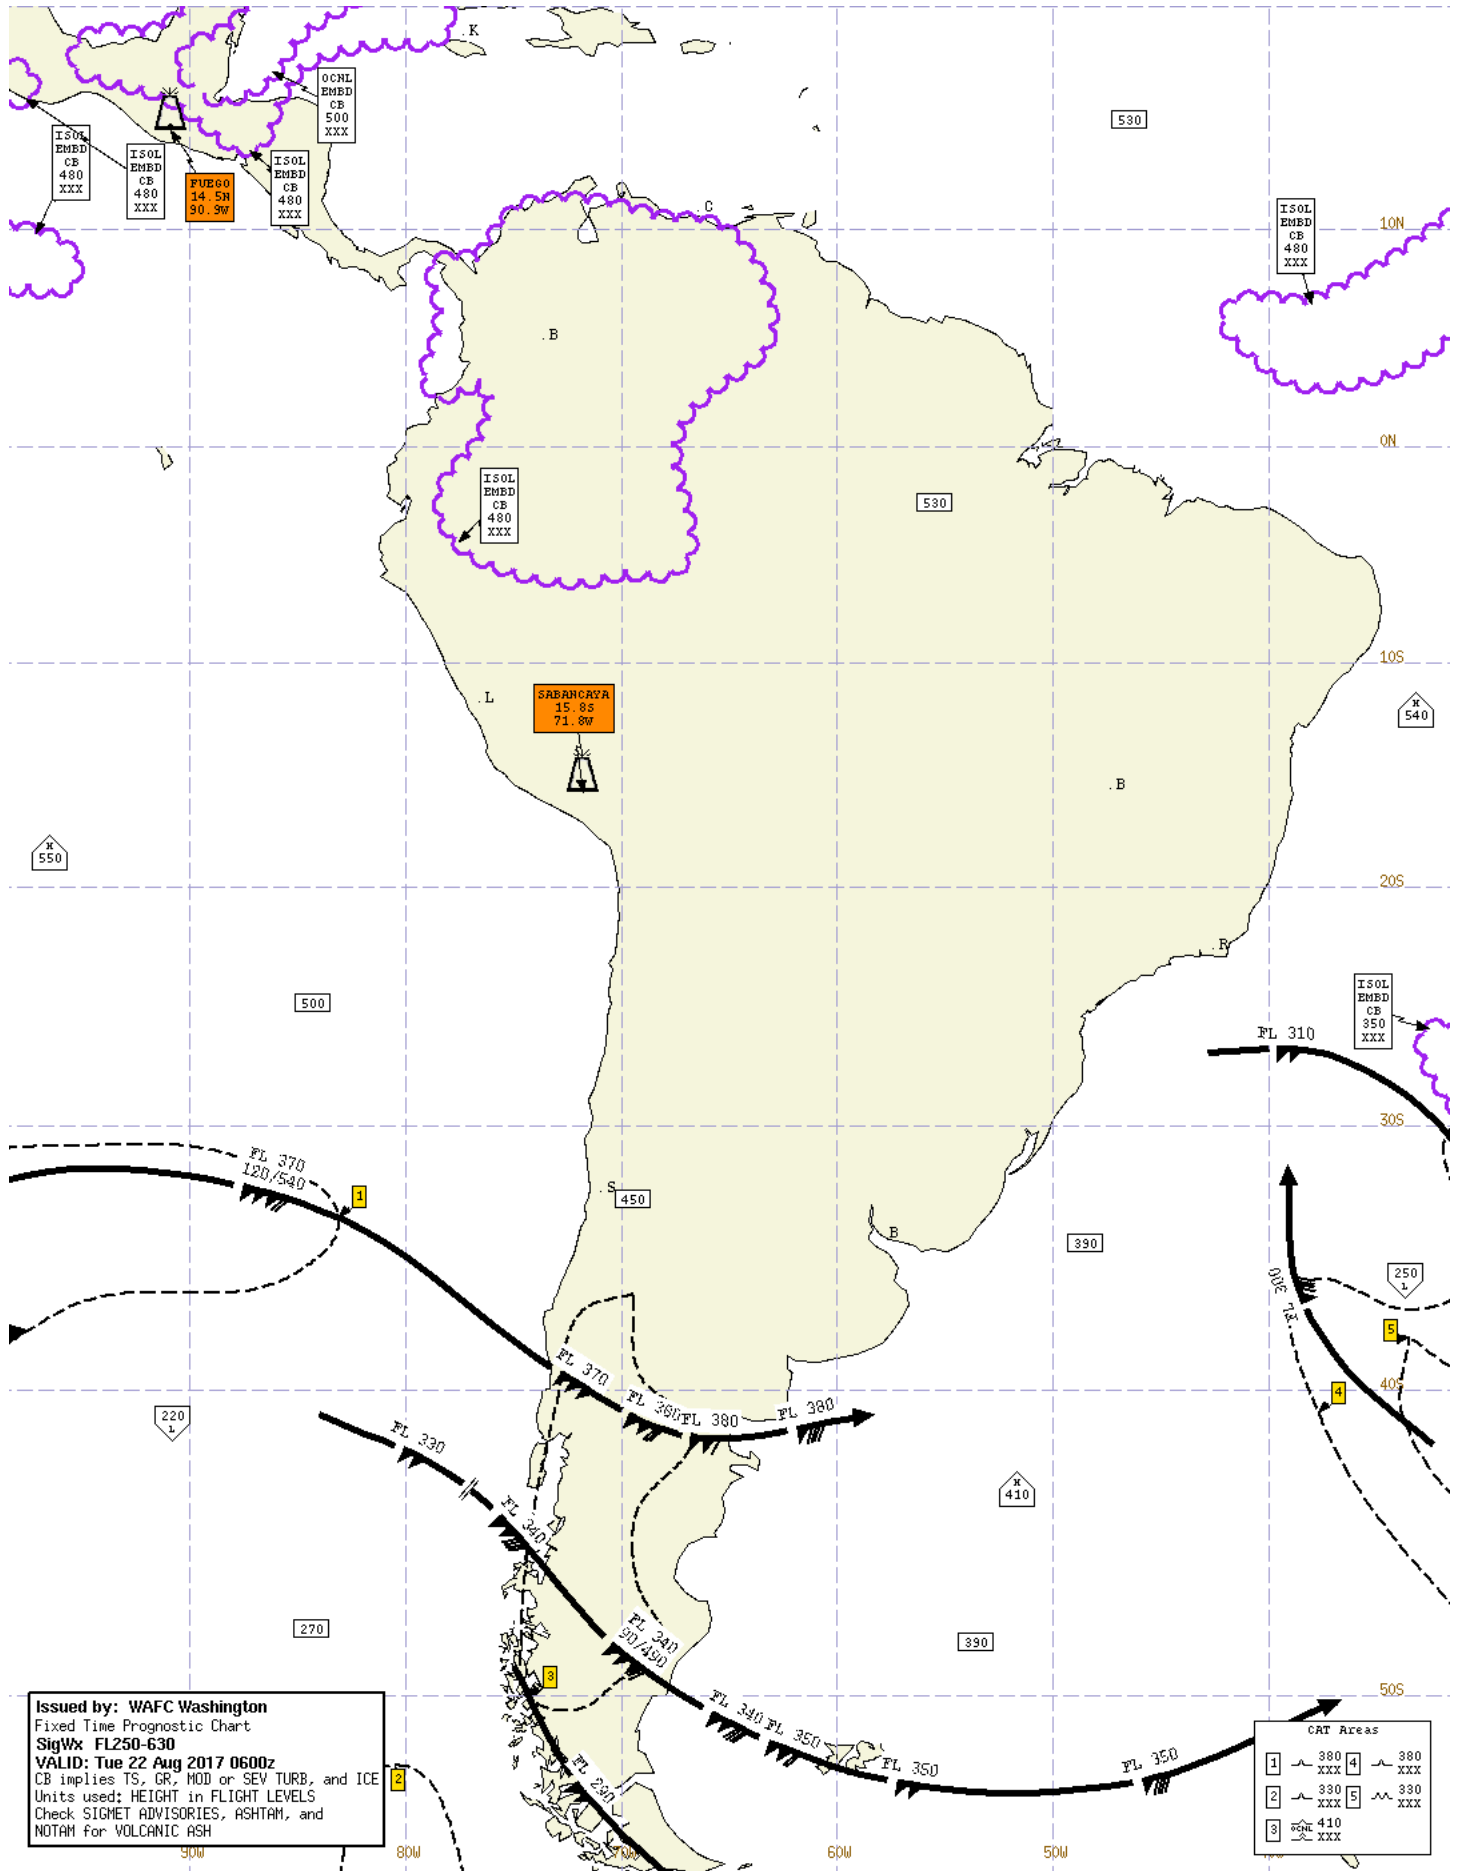 .K
OCNL
EMBD
CB
500
XXX
530
ISOL
EMBD
CB
480
XXX
ISOL
EMBD
CB
480
XXX
FUEGO
14.5N
90.9W
ISOL
EMBD
CB
480
XXX
.C
ISOL
EMBD
CB
480
XXX
10N
.B
0N
ISOL
EMBD
CB
480
XXX
530
10S
.L
SABANCAYA
15.8S
71.8W
H
540
.B
H
550
20S
.R
500
ISOL
EMBD
CB
350
XXX
FL 310
30S
FL 370
120/540
1
.S
450
B
390
FL 300
250
L
5
FL 370
40S
4
220
L
FL 360
FL 380
FL 380
FL 330
H
410
FL 340
270
FL 340
90/490
390
3
50S
FL 340
FL 350
FL 350
FL 350
FL 290
2
Issued by: WAFC Washington
Fixed Time Prognostic Chart
SigWx FL250-630
VALID: Tue 22 Aug 2017 0600z
CB implies TS, GR, MOD or SEV TURB, and ICE
Units used: HEIGHT in FLIGHT LEVELS
Check SIGMET ADVISORIES, ASHTAM, and
NOTAM for VOLCANIC ASH
CAT Areas
1 380 XXX
4 380 XXX
2 330 XXX
5 330 XXX
3 OCNL 410 XXX
90W
80W
70W
60W
50W